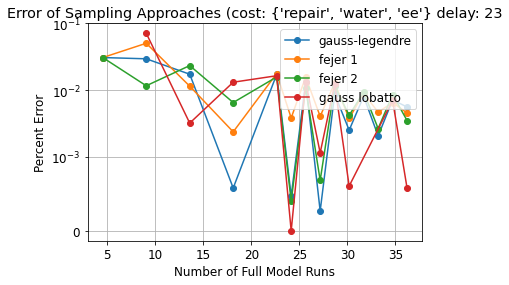 Error of Sampling Approaches (cost: {'repair', 'water', 'ee'} delay: 23
10⁻¹
10⁻²
10⁻³
0
Percent Error
gauss-legendre
fejer 1
fejer 2
gauss lobatto
5 10 15 20 25 30 35
Number of Full Model Runs